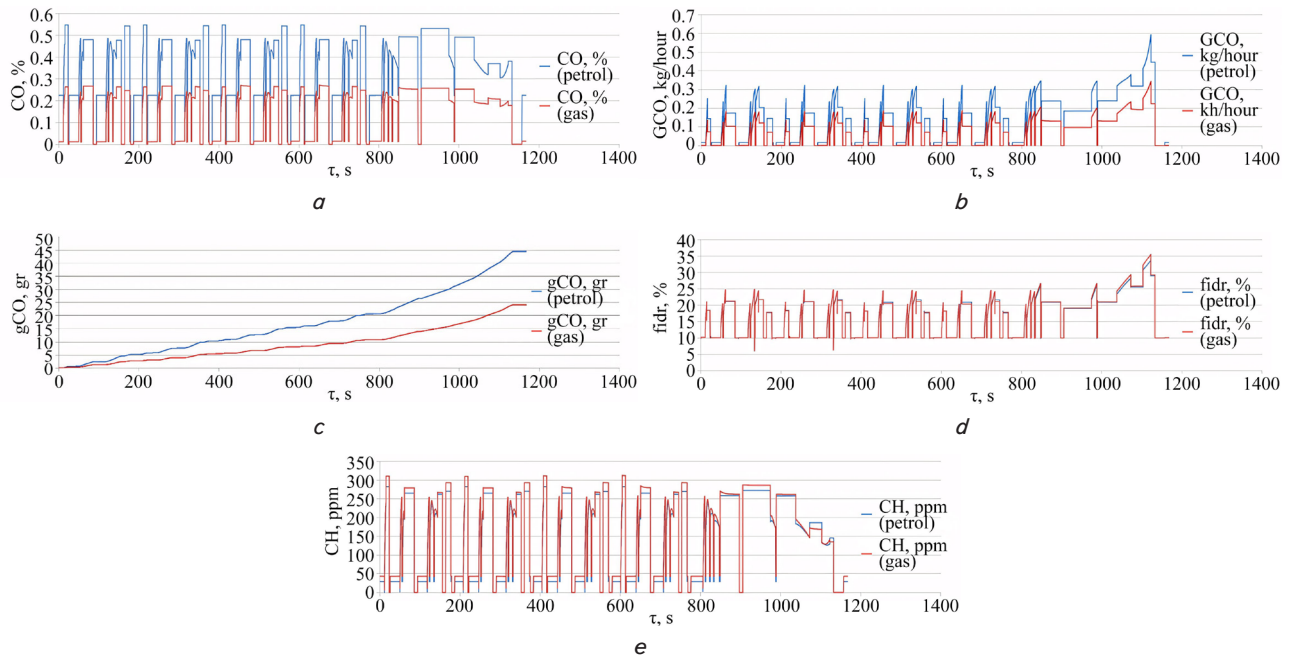 0.6
0.5
0.4
0.3
0.2
0.1
0
CO, %
0 200 400 600 800 1000 1200 1400
τ, s
CO, %
(petrol)
CO, %
(gas)
a
0.7
0.6
0.5
0.4
0.3
0.2
0.1
0
GCO, kg/hour
0 200 400 600 800 1000 1200 1400
τ, s
GCO,
kg/hour
(petrol)
GCO,
kh/hour
(gas)
b
50
45
40
35
30
25
20
15
10
5
0
gCO, gr
0 200 400 600 800 1000 1200 1400
τ, s
gCO, gr
(petrol)
gCO, gr
(gas)
c
40
35
30
25
20
15
10
5
0
fidr, %
0 200 400 600 800 1000 1200 1400
τ, s
fidr, %
(petrol)
fidr, %
(gas)
d
350
300
250
200
150
100
50
0
CH, ppm
0 200 400 600 800 1000 1200 1400
τ, s
CH, ppm
(petrol)
CH, ppm
(gas)
e